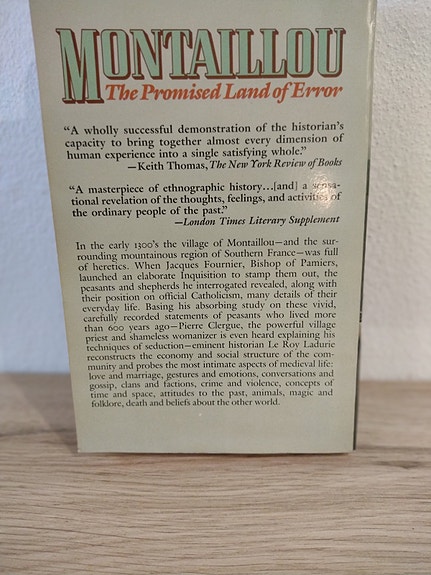 MONTAILLOU
The Promised Land of Error
“A wholly successful demonstration of the historian’s
capacity to bring together almost every dimension of
human experience into a single satisfying whole.”
—Keith Thomas, The New York Review of Books
“A masterpiece of ethnographic history…[and] a sensa-
tional revelation of the thoughts, feelings, and activities of
the ordinary people of the past.”
—London Times Literary Supplement
In the early 1300’s the village of Montaillou—and the sur-
rounding mountainous region of Southern France—was full
of heretics. When Jacques Fournier, Bishop of Pamiers,
launched an elaborate Inquisition to stamp them out, the
peasants and shepherds he interrogated revealed, along with
their position on official Catholicism, many details of their
everyday life. Basing his absorbing study on these vivid,
carefully recorded statements of peasants who lived more
than 600 years ago—Pierre Clergue, the powerful village
priest and shameless womanizer is even heard explaining his
techniques of seduction—eminent historian Le Roy Ladurie
reconstructs the economy and social structure of the com-
munity and probes the most intimate aspects of medieval life:
love and marriage, gestures and emotions, conversations and
gossip, clans and factions, crime and violence, concepts of
time and space, attitudes to the past, animals, magic and
folklore, death and beliefs about the other world.